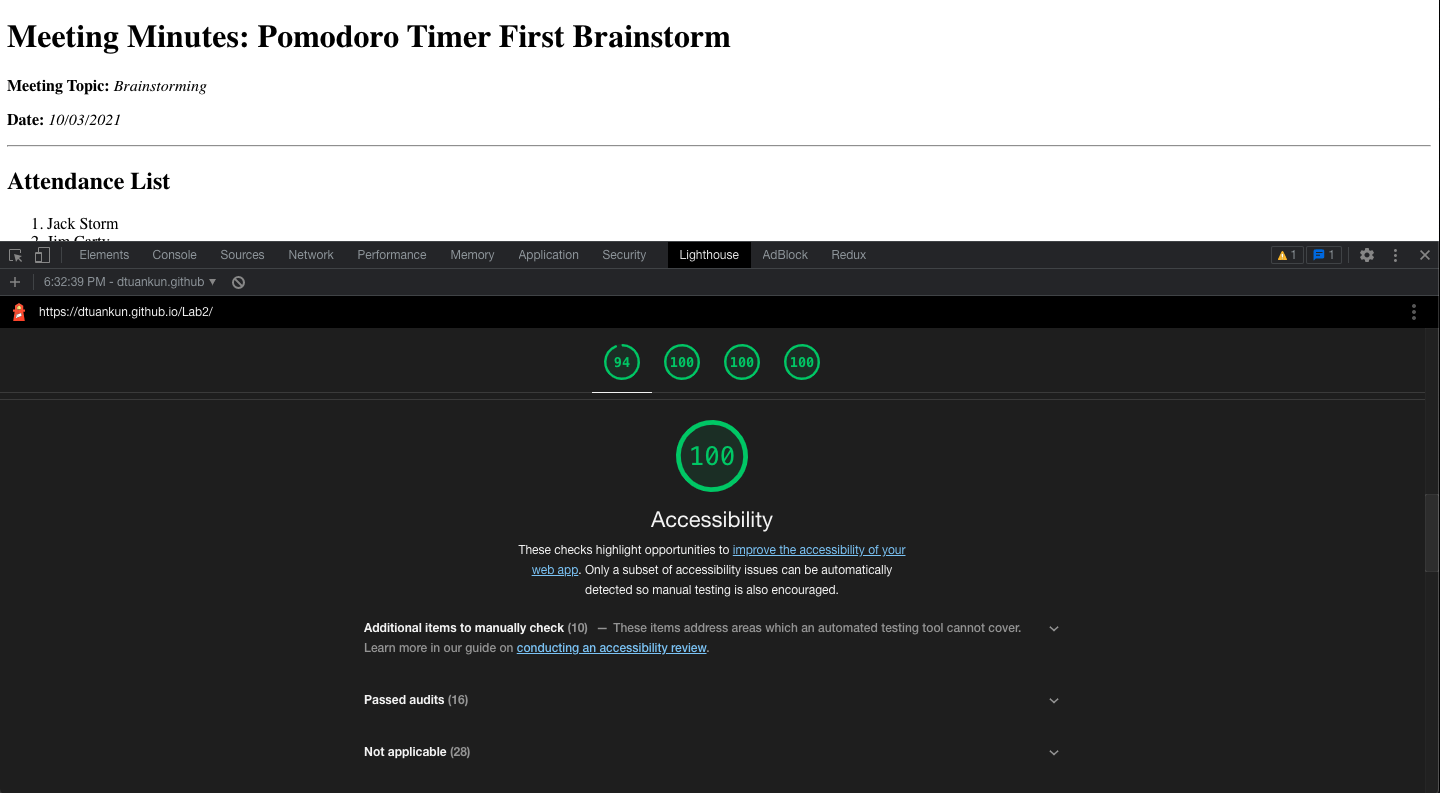 Meeting Minutes: Pomodoro Timer First Brainstorm
Meeting Topic: Brainstorming
Date: 10/03/2021
Attendance List
1. Jack Storm
2. Jim Carty
Elements Console Sources Network Performance Memory Application Security Lighthouse AdBlock Redux 1 1
6:32:39 PM - dtuankun.github
https://dtuankun.github.io/Lab2/
94 100 100 100
100
Accessibility
These checks highlight opportunities to improve the accessibility of your
web app. Only a subset of accessibility issues can be automatically
detected so manual testing is also encouraged.
Additional items to manually check (10) — These items address areas which an automated testing tool cannot cover.
Learn more in our guide on conducting an accessibility review.
Passed audits (16)
Not applicable (28)